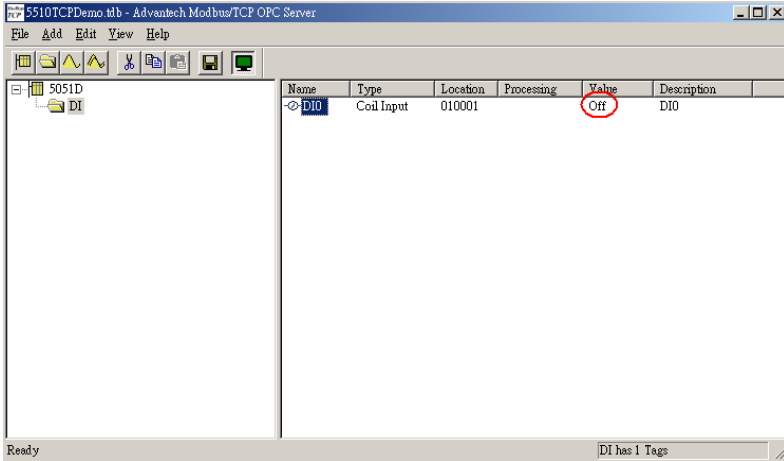 5510TCPDemo.tdb - Advantech Modbus/TCP OPC Server
File Add Edit View Help
5051D
DI
Name Type Location Processing Value Description
DI0 Coil Input 010001 Off DI0
Ready
DI has 1 Tags